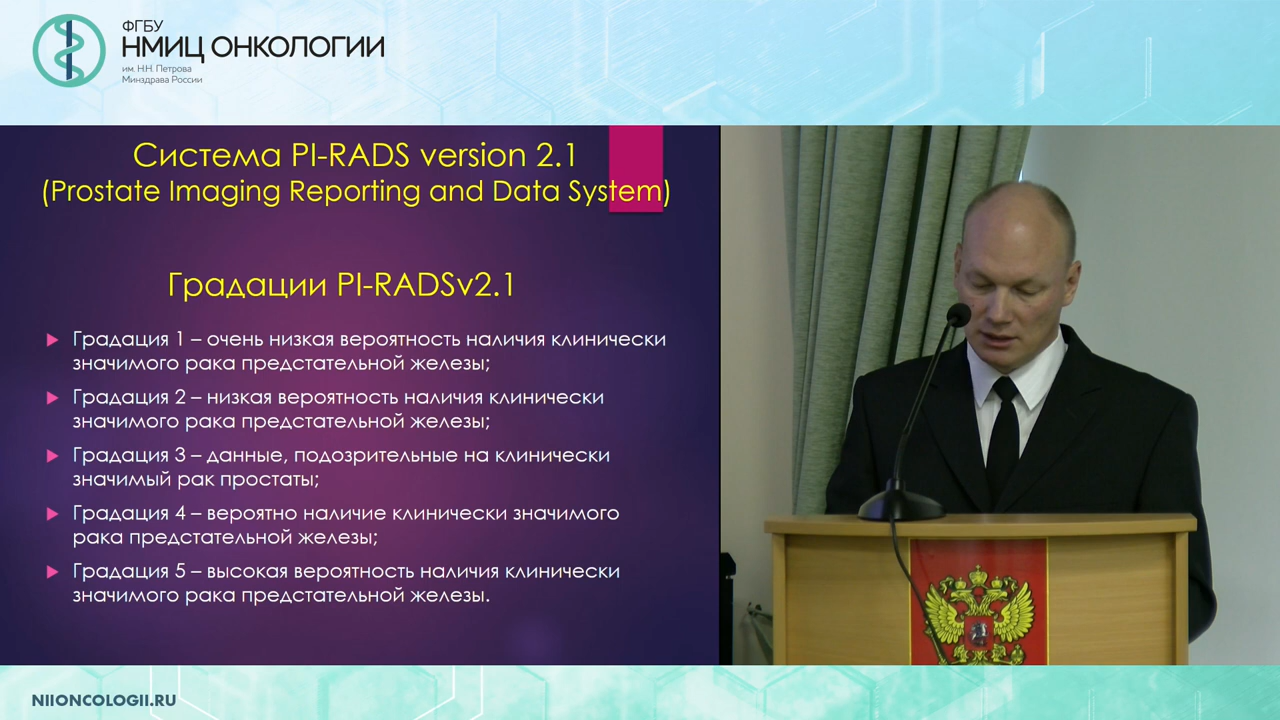 ФГБУ
НМИЦ ОНКОЛОГИИ
им. Н.Н. Петрова
Минздрава России
Система PI-RADS version 2.1
(Prostate Imaging Reporting and Data System)
Градации PI-RADSv2.1
Градация 1 – очень низкая вероятность наличия клинически
значимого рака предстательной железы;
Градация 2 – низкая вероятность наличия клинически
значимого рака предстательной железы;
Градация 3 – данные, подозрительные на клинически
значимый рак простаты;
Градация 4 – вероятно наличие клинически значимого
рака предстательной железы;
Градация 5 – высокая вероятность наличия клинически
значимого рака предстательной железы.
NIIONCOLOGII.RU